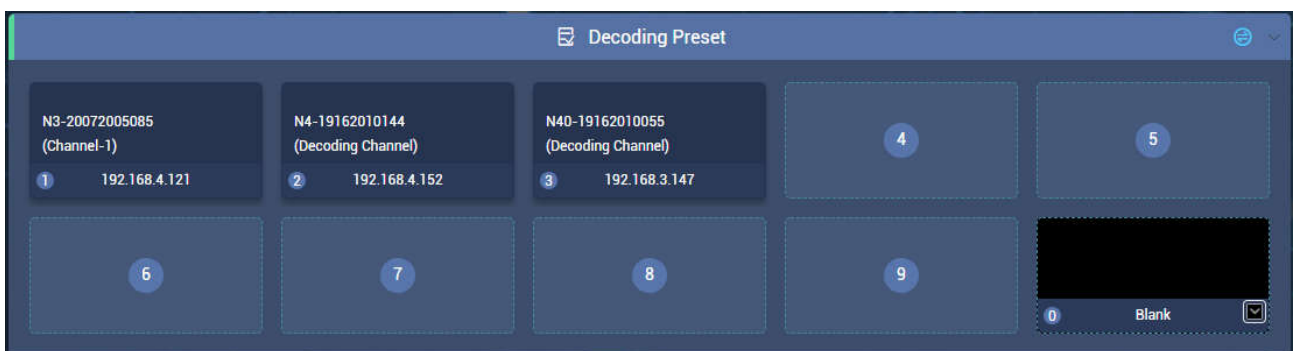 Decoding Preset
N3-20072005085
(Channel-1)
1 192.168.4.121
N4-19162010144
(Decoding Channel)
2 192.168.4.152
N40-19162010055
(Decoding Channel)
3 192.168.3.147
4
5
6
7
8
9
0 Blank